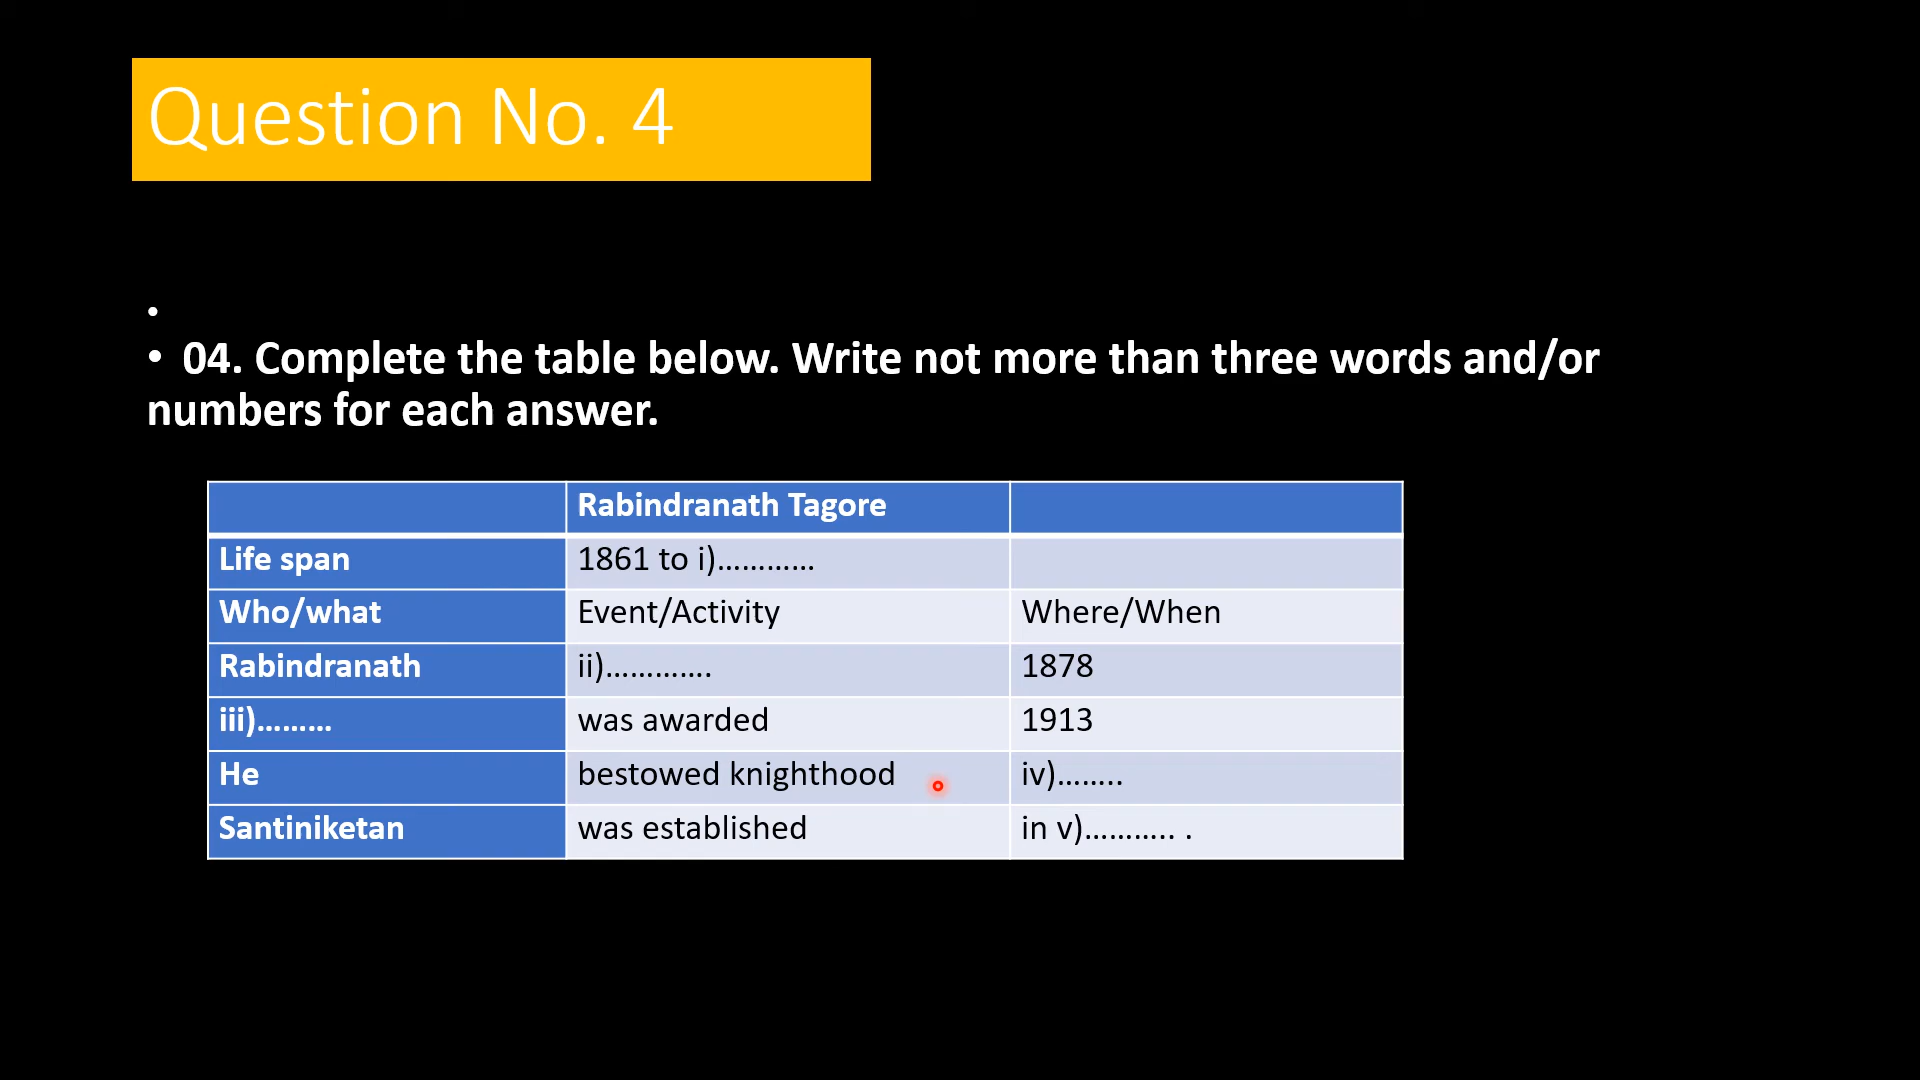 Question No. 4
•
• 04. Complete the table below. Write not more than three words and/or
numbers for each answer.
Rabindranath Tagore
Life span 1861 to i)…………
Who/what Event/Activity Where/When
Rabindranath ii)…………. 1878
iii)……… was awarded 1913
He bestowed knighthood iv)……..
Santiniketan was established in v)……….. .